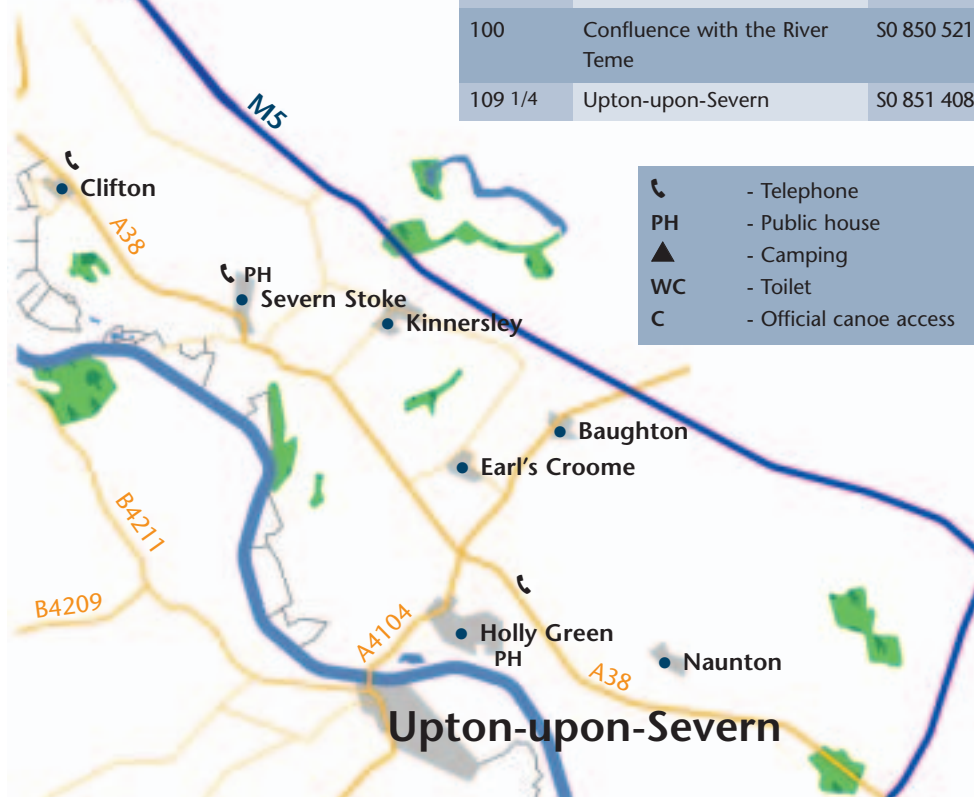 100 Confluence with the River S0 850 521
Teme
109 1/4 Upton-upon-Severn S0 851 408
M5
- Telephone
PH - Public house
- Camping
WC - Toilet
C - Official canoe access
Clifton
A38
PH
Severn Stoke
Kinnersley
Baughton
Earl's Croome
B4211
B4209
A4104
Holly Green
PH
Naunton
A38
Upton-upon-Severn